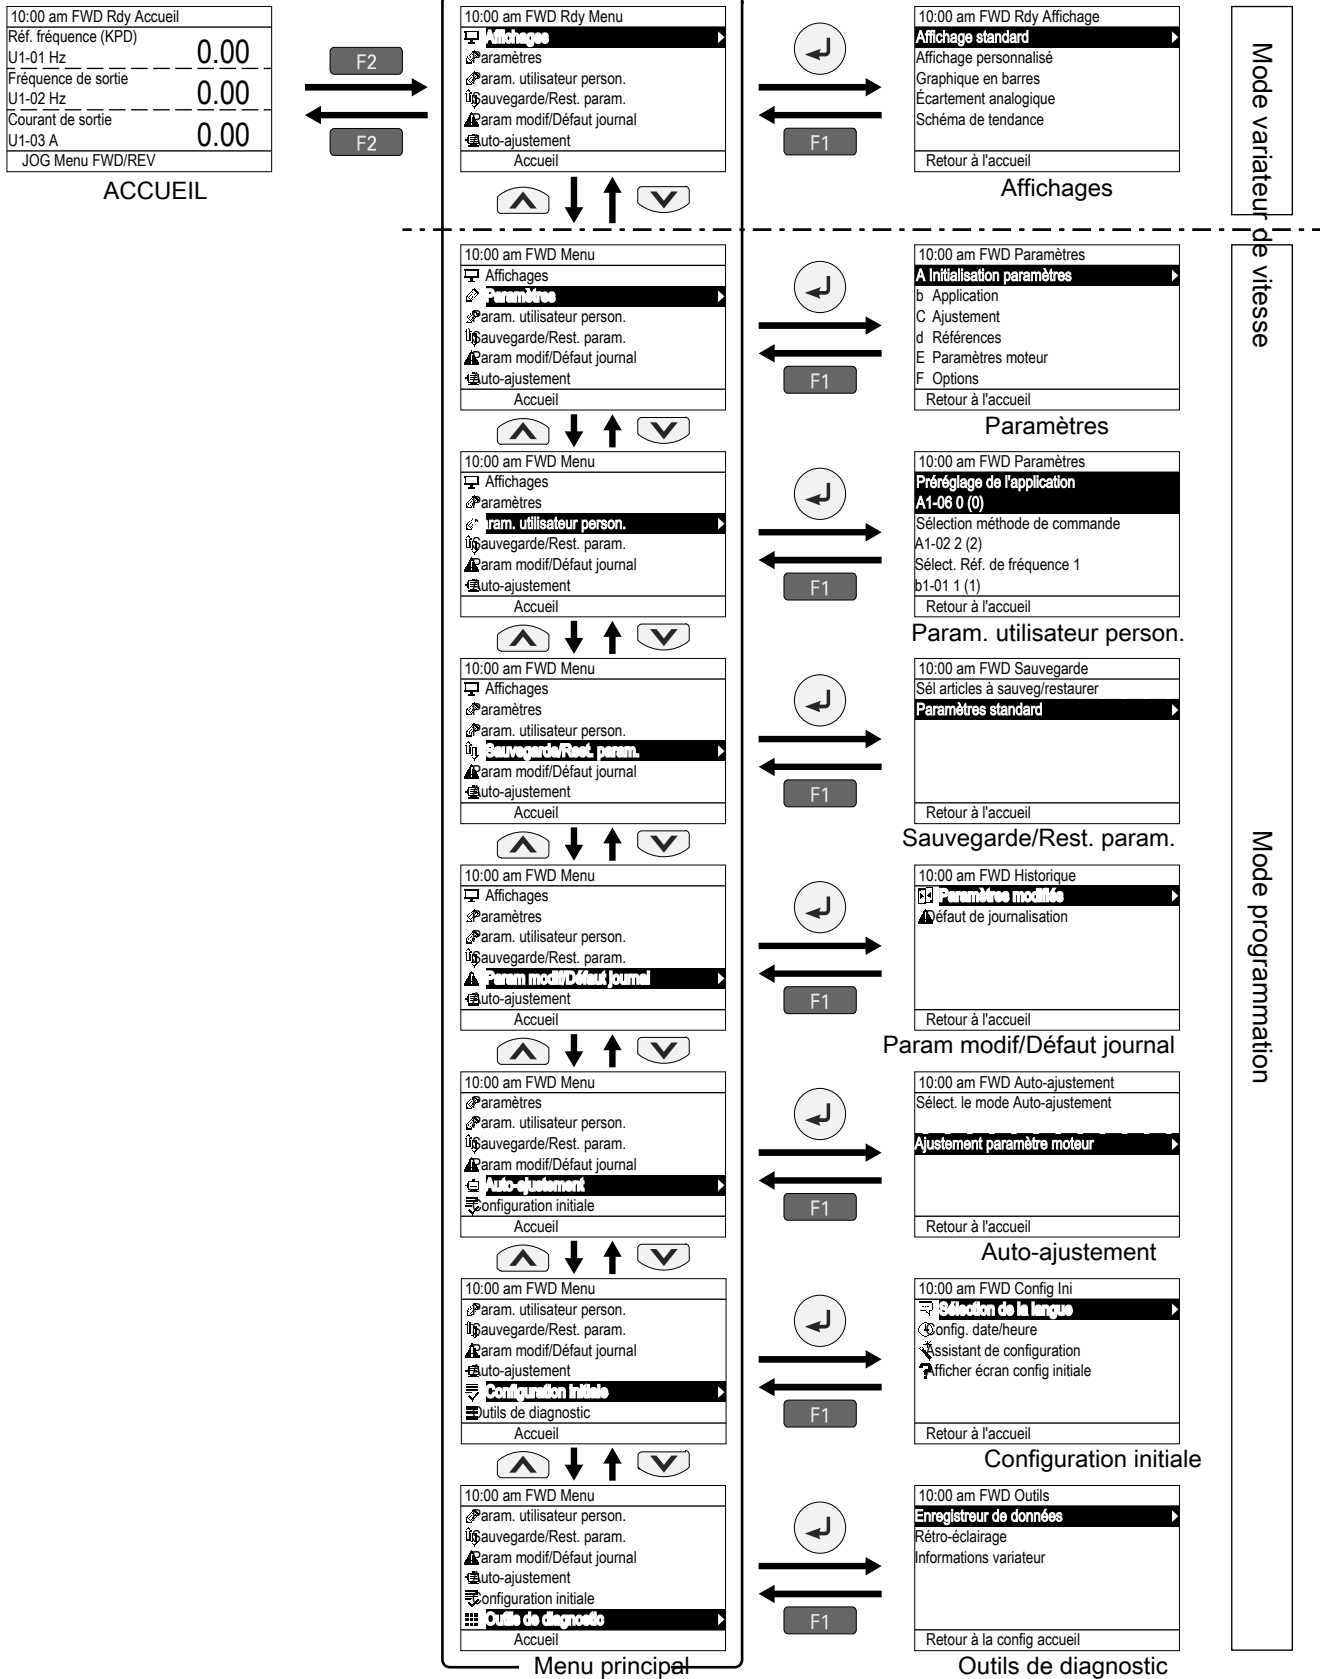 10:00 am FWD Rdy Accueil
Réf. fréquence (KPD)
U1-01 Hz 0.00
Fréquence de sortie
U1-02 Hz 0.00
Courant de sortie
U1-03 A 0.00
JOG Menu FWD/REV
ACCUEIL
F2
F2
10:00 am FWD Rdy Menu
Affichages
Paramètres
Param. utilisateur person.
Sauvegarde/Rest. param.
Param modif/Défaut journal
Auto-ajustement
Accueil
F1
10:00 am FWD Rdy Affichage
Affichage standard
Affichage personnalisé
Graphique en barres
Écartement analogique
Schéma de tendance
Retour à l'accueil
Affichages
Mode variateur de vitesse
10:00 am FWD Menu
Affichages
Paramètres
Param. utilisateur person.
Sauvegarde/Rest. param.
Param modif/Défaut journal
Auto-ajustement
Accueil
F1
10:00 am FWD Paramètres
A Initialisation paramètres
b Application
C Ajustement
d Références
E Paramètres moteur
F Options
Retour à l'accueil
Paramètres
10:00 am FWD Menu
Affichages
Paramètres
Param. utilisateur person.
Sauvegarde/Rest. param.
Param modif/Défaut journal
Auto-ajustement
Accueil
F1
10:00 am FWD Paramètres
Préréglage de l'application
A1-06 0 (0)
Sélection méthode de commande
A1-02 2 (2)
Sélect. Réf. de fréquence 1
b1-01 1 (1)
Retour à l'accueil
Param. utilisateur person.
10:00 am FWD Menu
Affichages
Paramètres
Param. utilisateur person.
Sauvegarde/Rest. param.
Param modif/Défaut journal
Auto-ajustement
Accueil
F1
10:00 am FWD Sauvegarde
Sél articles à sauveg/restaurer
Paramètres standard
Retour à l'accueil
Sauvegarde/Rest. param.
10:00 am FWD Menu
Affichages
Paramètres
Param. utilisateur person.
Sauvegarde/Rest. param.
Param modif/Défaut journal
Auto-ajustement
Accueil
F1
10:00 am FWD Historique
Paramètres modifiés
Défaut de journalisation
Retour à l'accueil
Param modif/Défaut journal
Mode programmation
10:00 am FWD Menu
Paramètres
Param. utilisateur person.
Sauvegarde/Rest. param.
Param modif/Défaut journal
Auto-ajustement
Configuration initiale
Accueil
F1
10:00 am FWD Auto-ajustement
Sélect. le mode Auto-ajustement
Ajustement paramètre moteur
Retour à l'accueil
Auto-ajustement
10:00 am FWD Menu
Param. utilisateur person.
Sauvegarde/Rest. param.
Param modif/Défaut journal
Auto-ajustement
Configuration initiale
Outils de diagnostic
Accueil
F1
10:00 am FWD Config Ini
Sélection de la langue
Config. date/heure
Assistant de configuration
Afficher écran config initiale
Retour à l'accueil
Configuration initiale
10:00 am FWD Menu
Param. utilisateur person.
Sauvegarde/Rest. param.
Param modif/Défaut journal
Auto-ajustement
Configuration initiale
Outils de diagnostic
Accueil
Menu principal
F1
10:00 am FWD Outils
Enregistreur de données
Rétro-éclairage
Informations variateur
Retour à la config accueil
Outils de diagnostic